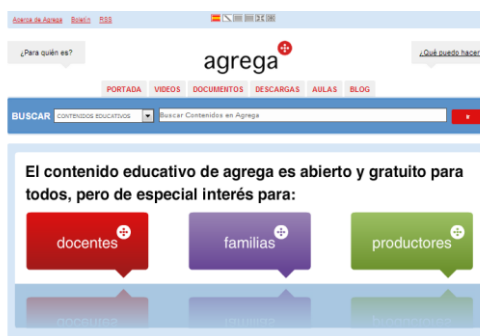 Acerca de Agrega Boletín RSS
¿Para quién es?
agrega
¿Qué puedo hacer
PORTADA VIDEOS DOCUMENTOS DESCARGAS AULAS BLOG
BUSCAR CONTENIDOS EDUCATIVOS Buscar Contenidos en Agrega
El contenido educativo de agrega es abierto y gratuito para
todos, pero de especial interés para:
docentes familias productores